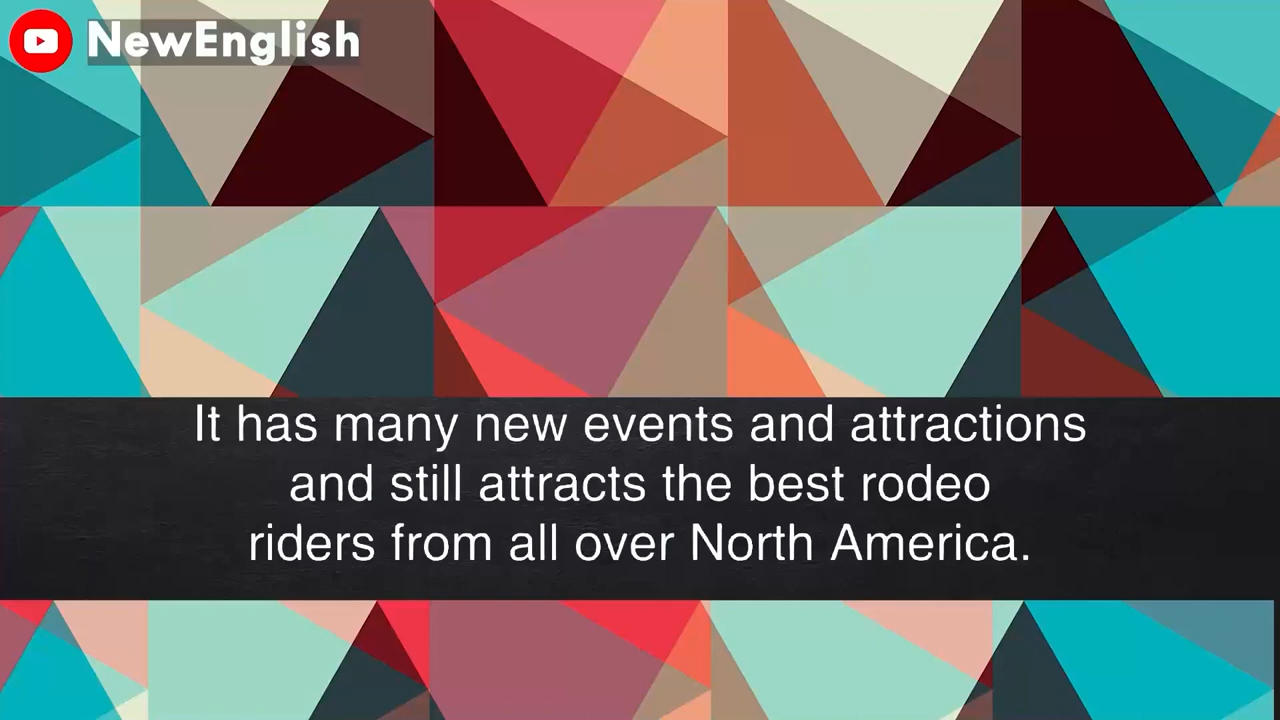 NewEnglish
It has many new events and attractions
and still attracts the best rodeo
riders from all over North America.